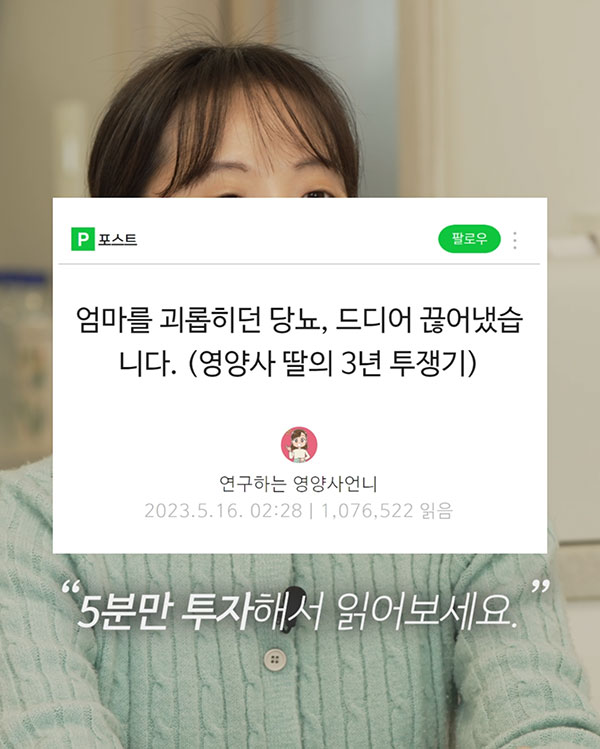 P 포스트
팔로우
엄마를 괴롭히던 당뇨, 드디어 끊어냈습
니다. (영양사 딸의 3년 투쟁기)
연구하는 영양사언니
2023.5.16. 02:28 | 1,076,522 읽음
“5분만 투자해서 읽어보세요.”